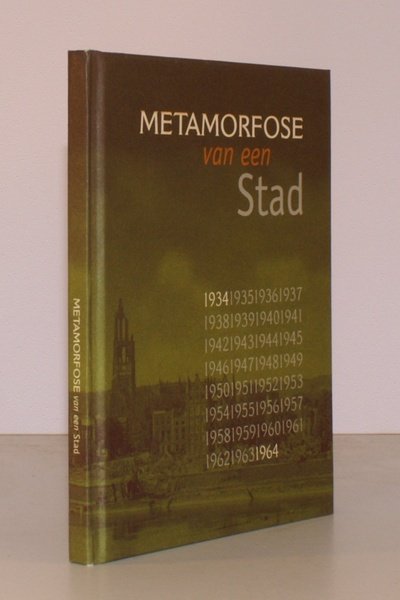 METAMORFOSE
van een
Stad
1934193519361937
1938193919401941
1942194319441945
1946194719481949
1950195119521953
1954195519561957
1958195919601961
196219631964
METAMORFOSE van een Stad